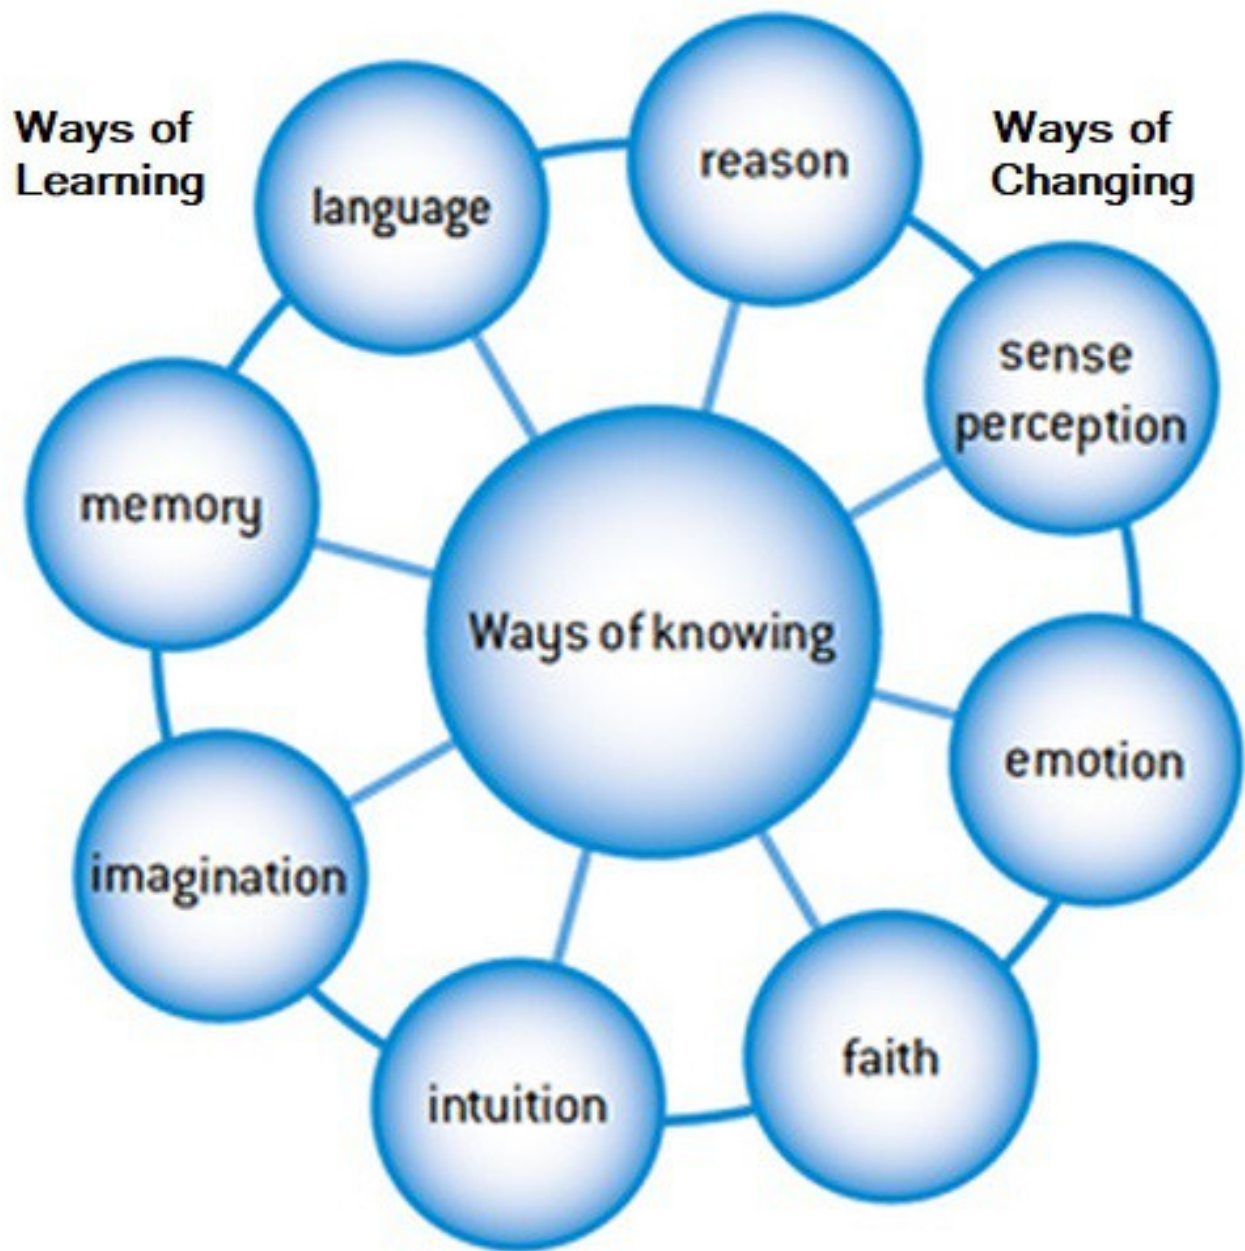 Ways of
Learning
Ways of
Changing
language
reason
sense
perception
memory
Ways of knowing
emotion
imagination
faith
intuition